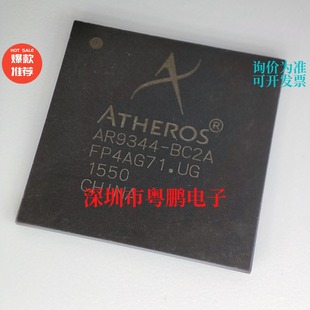 HOT SALE
爆款
推荐
询价为准
可开发票
ATHEROS®
AR9344-BC2A
FP4AG71.UG
1550
CHINA
深圳市粤鹏电子